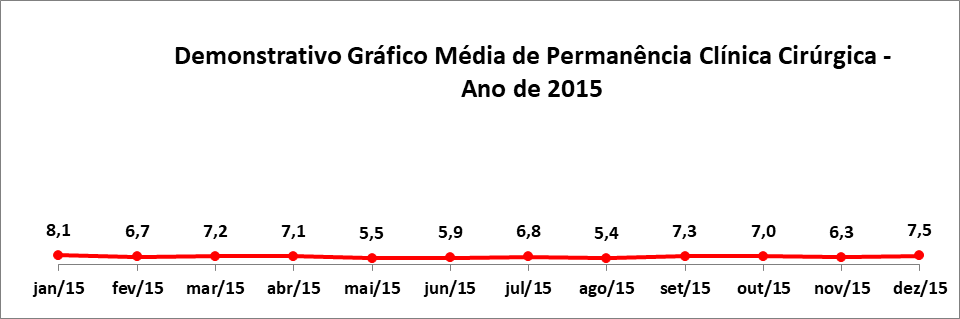 Demonstrativo Gráfico Média de Permanência Clínica Cirúrgica -
Ano de 2015
8,1 6,7 7,2 7,1 5,5 5,9 6,8 5,4 7,3 7,0 6,3 7,5
jan/15 fev/15 mar/15 abr/15 mai/15 jun/15 jul/15 ago/15 set/15 out/15 nov/15 dez/15